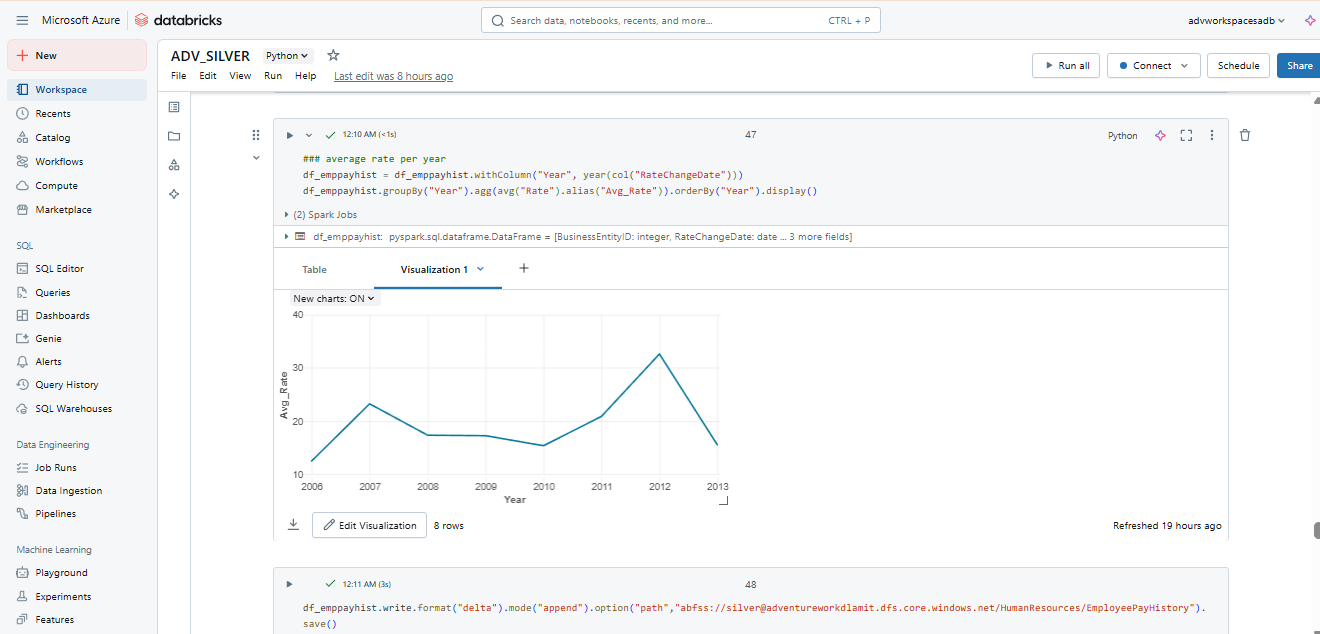 Microsoft Azure
databricks
Search data, notebooks, recents, and more...
CTRL + P
advworkspacesadb
New
Workspace
Recents
Catalog
Workflows
Compute
Marketplace
SQL
SQL Editor
Queries
Dashboards
Genie
Alerts
Query History
SQL Warehouses
Data Engineering
Job Runs
Data Ingestion
Pipelines
Machine Learning
Playground
Experiments
Features
ADV_SILVER
Python
File Edit View Run Help
Last edit was 8 hours ago
Run all
Connect
Schedule
Share
12:10 AM (<1s)
47
Python
### average rate per year
df_emppayhist = df_emppayhist.withColumn("Year", year(col("RateChangeDate")))
df_emppayhist.groupBy("Year").agg(avg("Rate").alias("Avg_Rate")).orderBy("Year").display()
(2) Spark Jobs
df_emppayhist: pyspark.sql.dataframe.DataFrame = [BusinessEntityID: integer, RateChangeDate: date ... 3 more fields]
Table
Visualization 1
+
New charts: ON
40
30
20
10
Avg_Rate
2006 2007 2008 2009 2010 2011 2012 2013
Year
Edit Visualization
8 rows
Refreshed 19 hours ago
12:11 AM (3s)
48
df_emppayhist.write.format("delta").mode("append").option("path","abfss://silver@adventureworkdlamit.dfs.core.windows.net/HumanResources/EmployeePayHistory").
save()